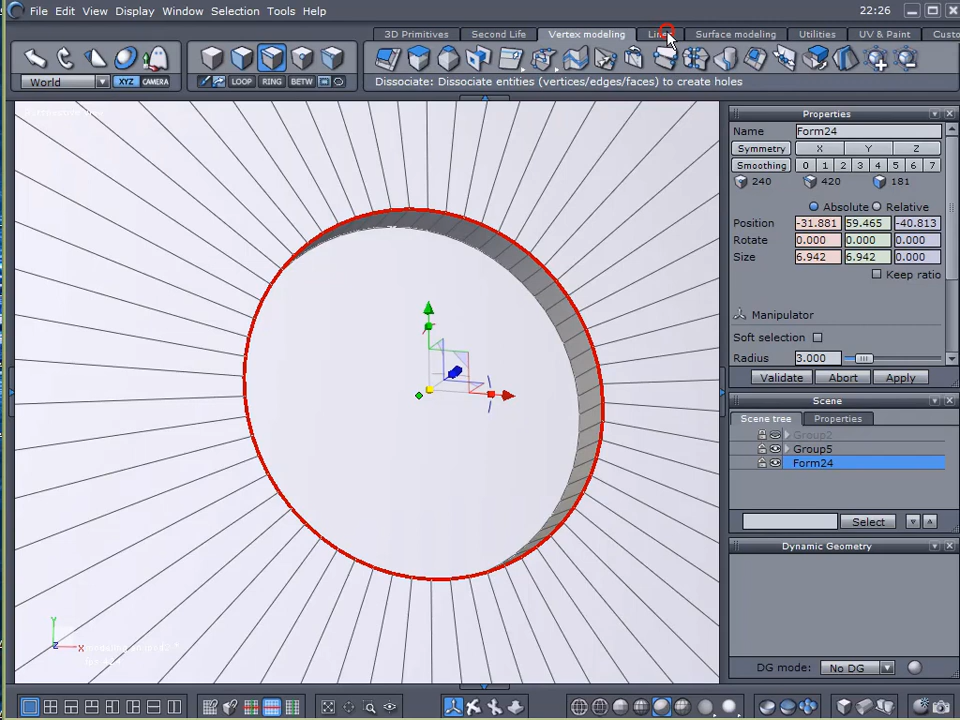 File Edit View Display Window Selection Tools Help 22:26
3D Primitives Second Life Vertex modeling Surface modeling Utilities UV & Paint
World XYZ CAMERA LOOP RING BETW Dissociate: Dissociate entities (vertices/edges/faces) to create holes
Properties
Name Form24
Symmetry X Y Z
Smoothing 0 1 2 3 4 5 6 7
240 420 181
Absolute Relative
Position -31.881 59.465 -40.813
Rotate 0.000 0.000 0.000
Size 6.942 6.942 0.000
Keep ratio
Manipulator
Soft selection
Radius 3.000
Validate Abort Apply
Scene
Scene tree Properties
Group2
Group5
Form24
Select
Dynamic Geometry
DG mode: No DG
Y
X
Z